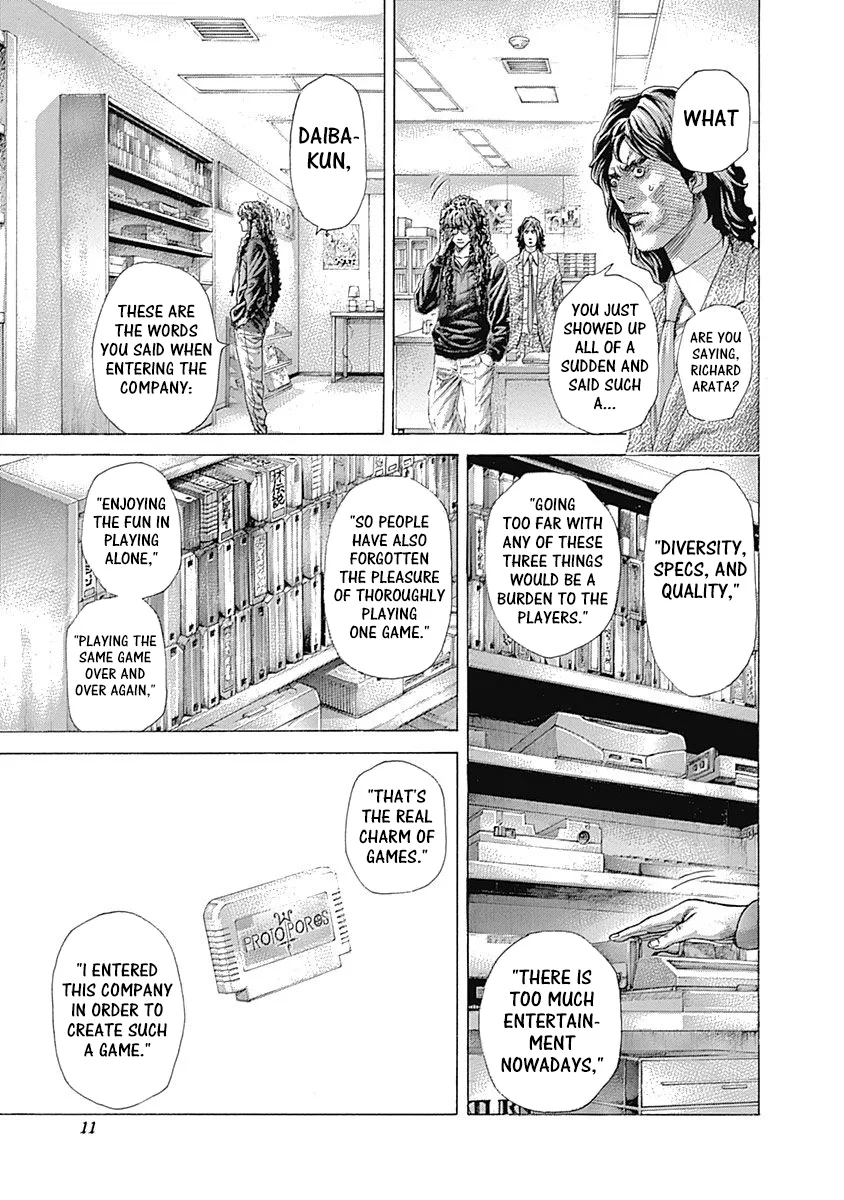 WHAT
ARE YOU
SAYING,
RICHARD
ARATA?
YOU JUST
SHOWED UP
ALL OF A
SUDDEN AND
SAID SUCH
A...
DAIBA-
KUN,
THESE ARE
THE WORDS
YOU SAID WHEN
ENTERING THE
COMPANY:
"DIVERSITY,
SPECS, AND
QUALITY,"
"GOING
TOO FAR WITH
ANY OF THESE
THREE THINGS
WOULD BE A
BURDEN TO THE
PLAYERS."
"THERE IS
TOO MUCH
ENTERTAIN-
MENT
NOWADAYS,"
"SO PEOPLE
HAVE ALSO
FORGOTTEN
THE PLEASURE
OF THOROUGHLY
PLAYING
ONE GAME."
"ENJOYING
THE FUN IN
PLAYING
ALONE,"
"PLAYING THE
SAME GAME
OVER AND
OVER AGAIN,"
"THAT'S
THE REAL
CHARM OF
GAMES."
PROTOPOROS
"I ENTERED
THIS COMPANY
IN ORDER TO
CREATE SUCH
A GAME."
11